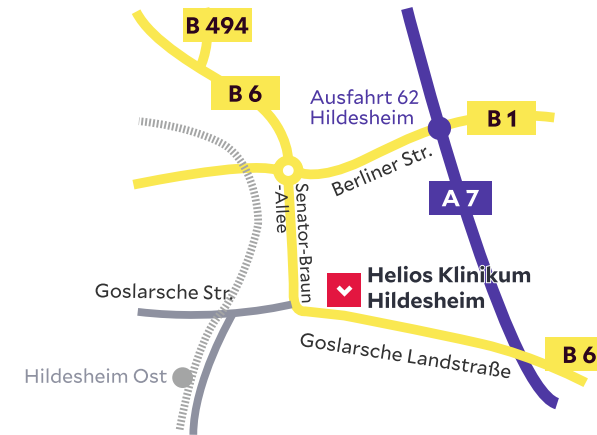 B 494
B 6
Ausfahrt 62
Hildesheim
B 1
Berliner Str.
A 7
Senator-Braun
-Allee
Helios Klinikum
Hildesheim
Goslarsche Str.
Goslarsche Landstraße
B 6
Hildesheim Ost